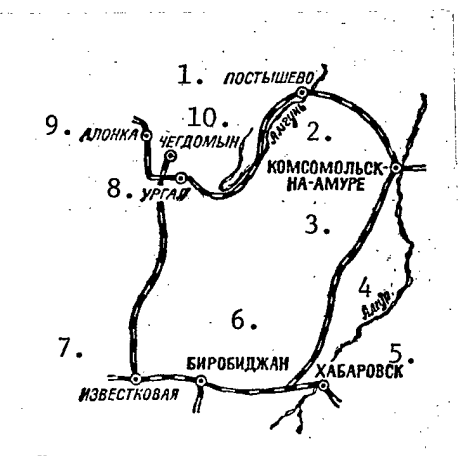 1. ПОСТЫШЕВО
10. Амгунь
2.
9. АЛОНКА
ЧЕГДОМЫН
КОМСОМОЛЬСК-
НА-АМУРЕ
8. УРГАЛ
3.
4
Амур.
6.
5.
7.
БИРОБИДЖАН
ХАБАРОВСК
ИЗВЕСТКОВАЯ